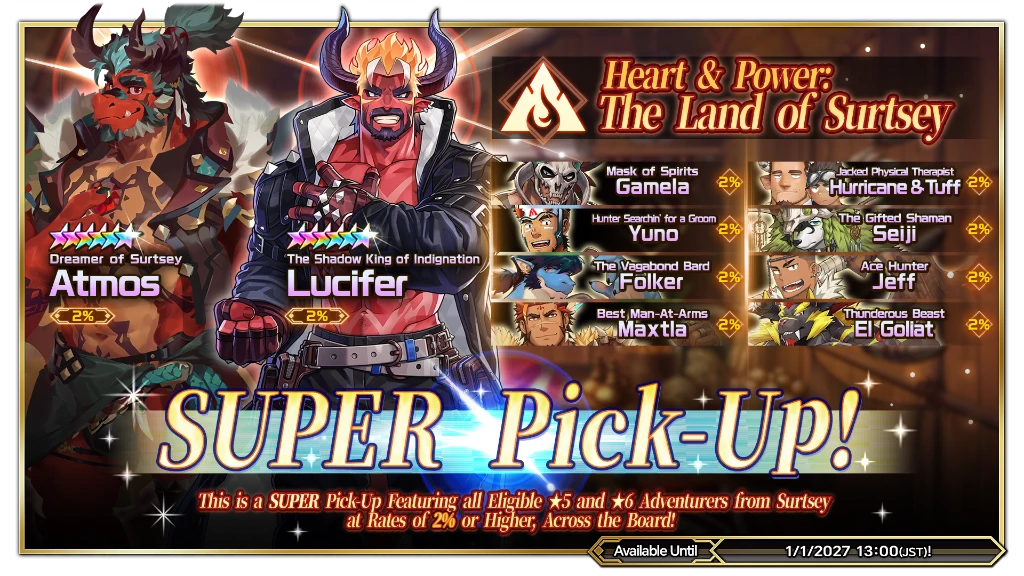 Heart & Power:
The Land of Surtsey
Mask of Spirits
Gamela
2%
Jacked Physical Therapist
Hurricane & Tuff
2%
Hunter Searchin' for a Groom
Yuno
2%
The Gifted Shaman
Seiji
2%
The Vagabond Bard
Folker
2%
Ace Hunter
Jeff
2%
Best Man-At-Arms
Maxtla
2%
Thunderous Beast
El Goliat
2%
Dreamer of Surtsey
Atmos
2%
The Shadow King of Indignation
Lucifer
2%
SUPER Pick-Up!
This is a SUPER Pick-Up Featuring all Eligible ★5 and ★6 Adventurers from Surtsey
at Rates of 2% or Higher, Across the Board!
Available Until 1/1/2027 13:00(JST)!